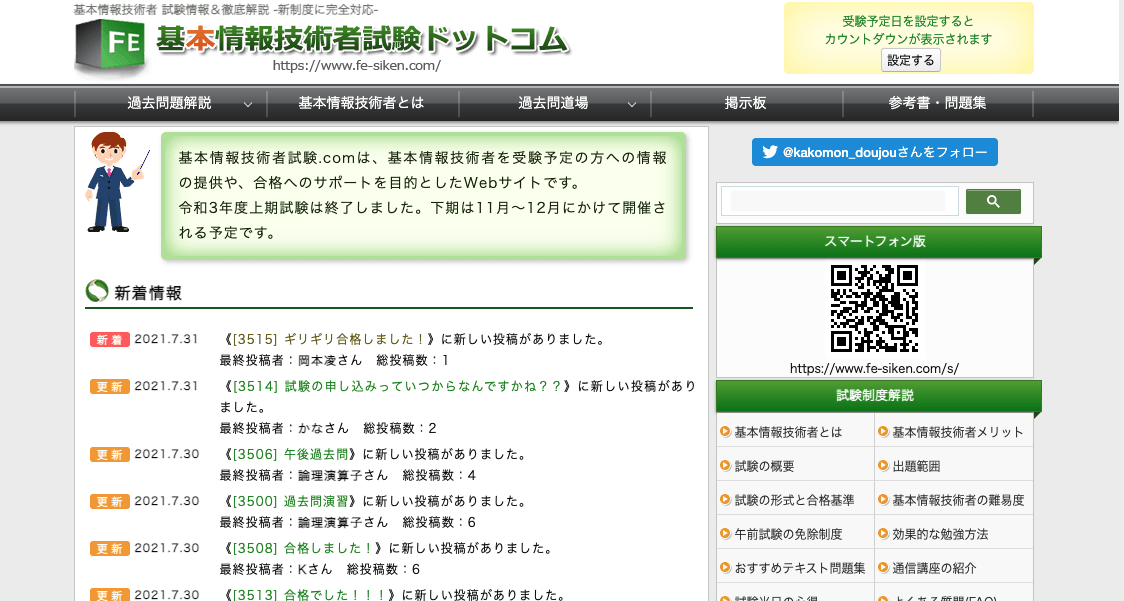 基本情報技術者 試験情報＆徹底解説 -新制度に完全対応-
FE 基本情報技術者試験ドットコム
https://www.fe-siken.com/
受験予定日を設定すると
カウントダウンが表示されます
設定する
過去問題解説 基本情報技術者とは 過去問道場 掲示板 参考書・問題集
基本情報技術者試験.comは、基本情報技術者を受験予定の方への情報
の提供や、合格へのサポートを目的としたWebサイトです。
令和3年度上期試験は終了しました。下期は11月〜12月にかけて開催さ
れる予定です。
新着情報
新着 2021.7.31 《[3515] ギリギリ合格しました！》に新しい投稿がありました。
最終投稿者：岡本凌さん　総投稿数：1
更新 2021.7.31 《[3514] 試験の申し込みっていつからなんですかね？？》に新しい投稿があり
ました。
最終投稿者：かなさん　総投稿数：2
更新 2021.7.30 《[3506] 午後過去問》に新しい投稿がありました。
最終投稿者：論理演算子さん　総投稿数：4
更新 2021.7.30 《[3500] 過去問演習》に新しい投稿がありました。
最終投稿者：論理演算子さん　総投稿数：6
更新 2021.7.30 《[3508] 合格しました！》に新しい投稿がありました。
最終投稿者：Kさん　総投稿数：6
更新 2021.7.30 《[3513] 合格でした！！！》に新しい投稿がありました。
@kakomon_doujouさんをフォロー
スマートフォン版
https://www.fe-siken.com/s/
試験制度解説
基本情報技術者とは 基本情報技術者メリット
試験の概要 出題範囲
試験の形式と合格基準 基本情報技術者の難易度
午前試験の免除制度 効果的な勉強方法
おすすめテキスト問題集 通信講座の紹介
試験当日の心得 よくある質問(FAQ)